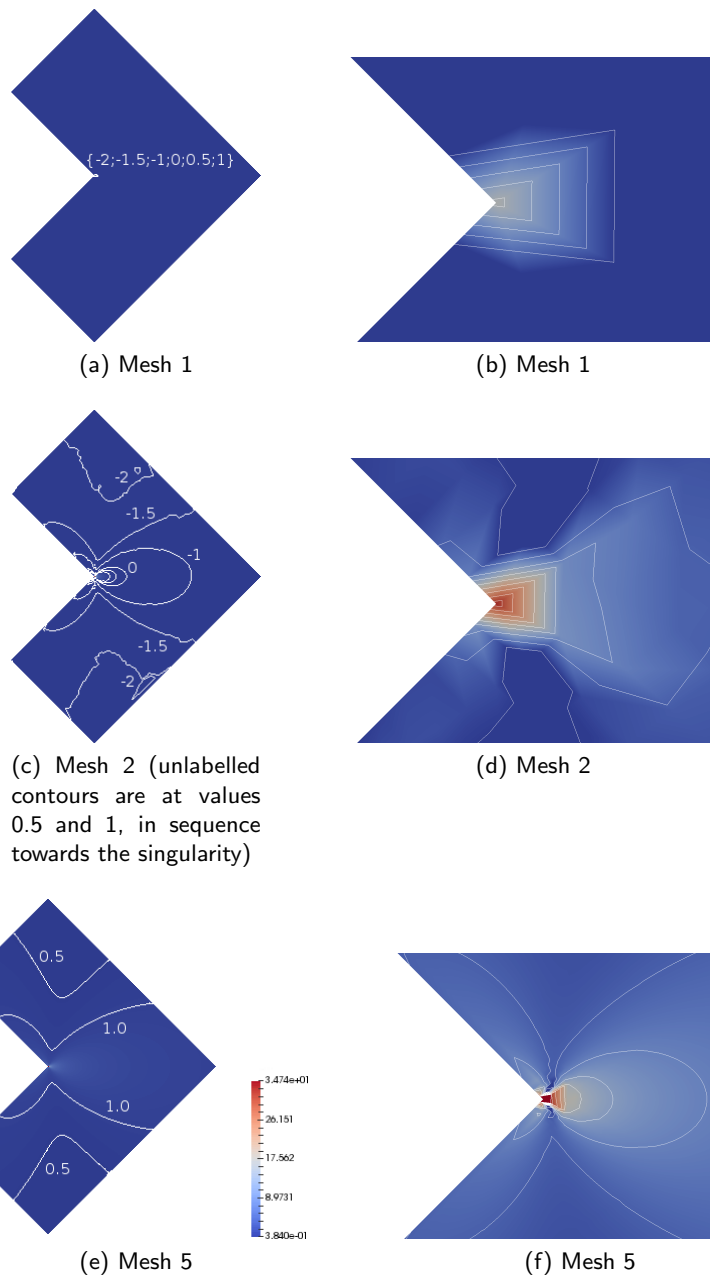 {-2;-1.5;-1;0;0.5;1}
(a) Mesh 1
(b) Mesh 1
-2
-1.5
-1
0
-1.5
-2
(c) Mesh 2 (unlabelled
contours are at values
0.5 and 1, in sequence
towards the singularity)
(d) Mesh 2
0.5
1.0
1.0
0.5
3.474e+01
26.151
17.562
8.9731
3.840e-01
(e) Mesh 5
(f) Mesh 5